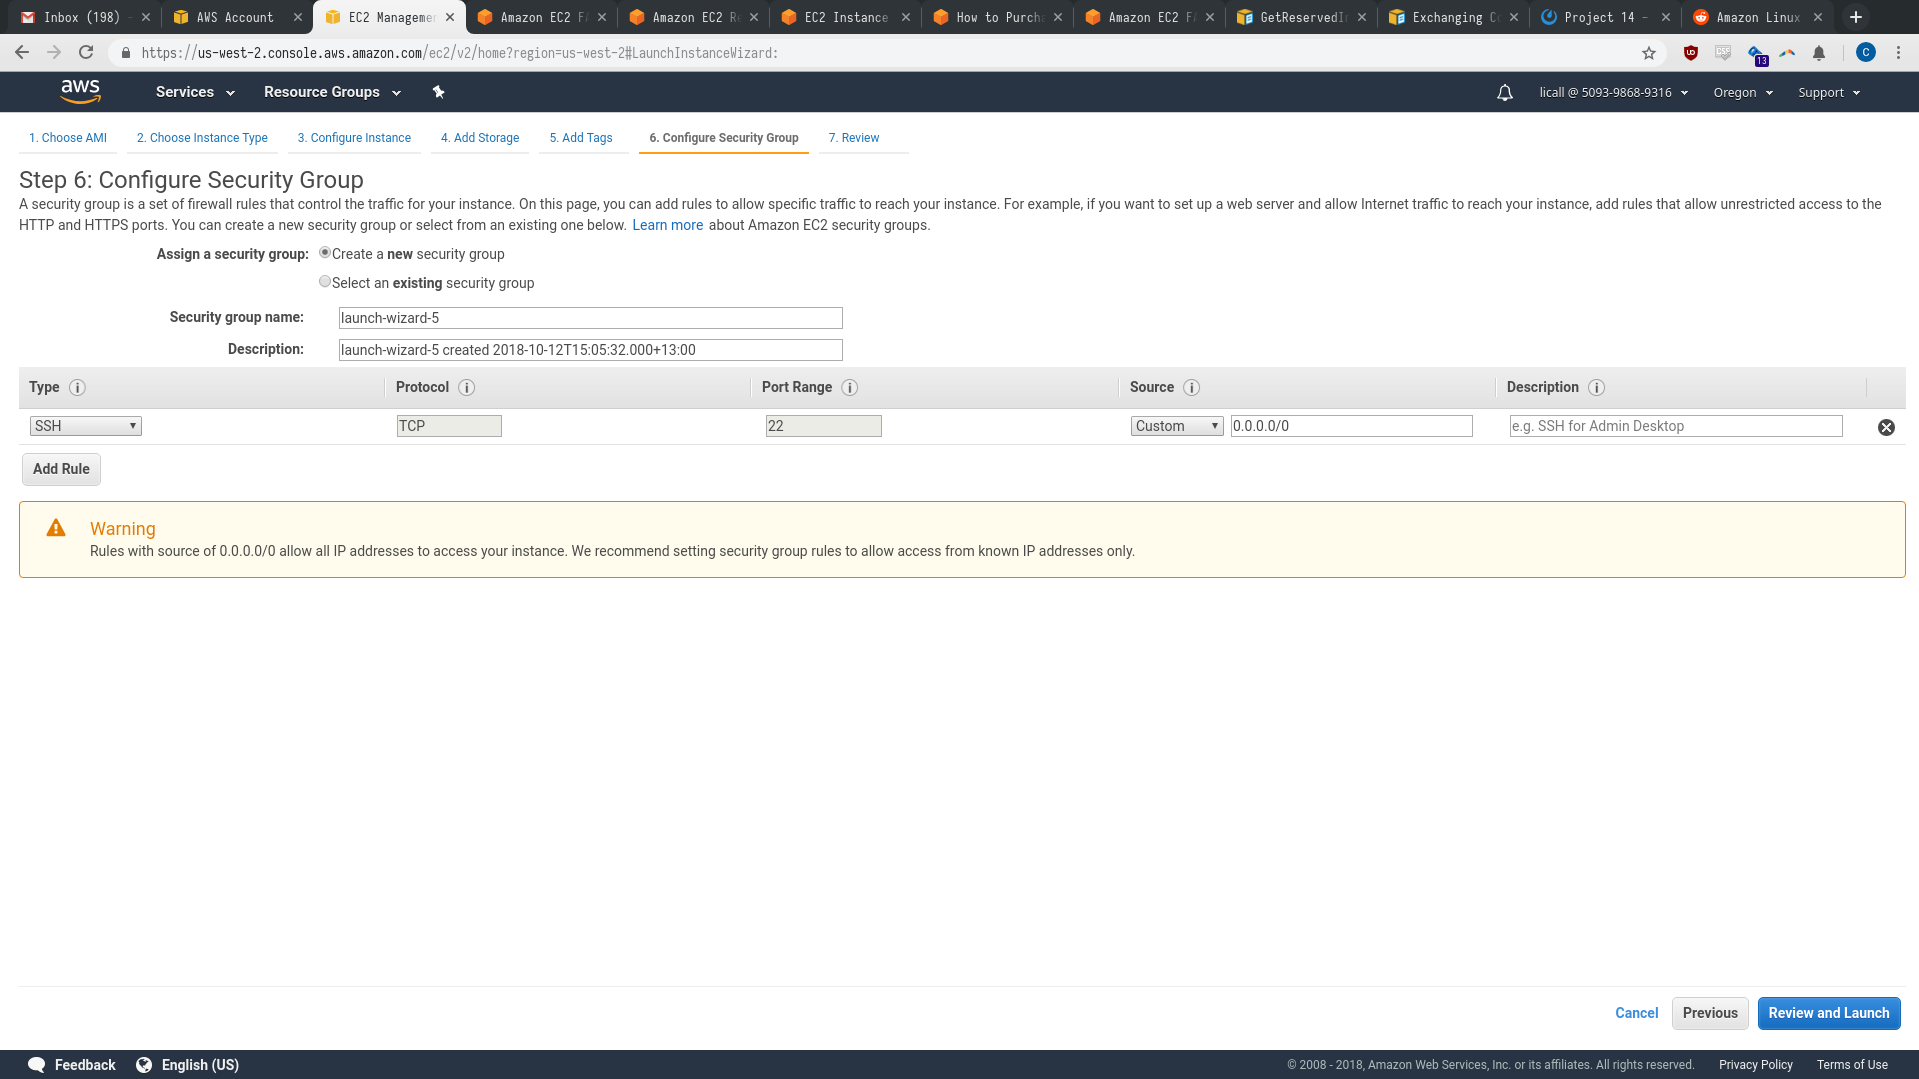 Inbox (198) -
AWS Account
EC2 Manageme
Amazon EC2 F
Amazon EC2 R
EC2 Instance
How to Purch
Amazon EC2 F
GetReservedI
Exchanging C
Project 14 -
Amazon Linux
https://us-west-2.console.aws.amazon.com/ec2/v2/home?region=us-west-2#LaunchInstanceWizard:
13
C
aws
Services
Resource Groups
licall @ 5093-9868-9316
Oregon
Support
1. Choose AMI
2. Choose Instance Type
3. Configure Instance
4. Add Storage
5. Add Tags
6. Configure Security Group
7. Review
Step 6: Configure Security Group
A security group is a set of firewall rules that control the traffic for your instance. On this page, you can add rules to allow specific traffic to reach your instance. For example, if you want to set up a web server and allow Internet traffic to reach your instance, add rules that allow unrestricted access to the
HTTP and HTTPS ports. You can create a new security group or select from an existing one below. Learn more about Amazon EC2 security groups.
Assign a security group: Create a new security group
Select an existing security group
Security group name: launch-wizard-5
Description: launch-wizard-5 created 2018-10-12T15:05:32.000+13:00
Type i Protocol i Port Range i Source i Description i
SSH TCP 22 Custom 0.0.0.0/0 e.g. SSH for Admin Desktop
Add Rule
Warning
Rules with source of 0.0.0.0/0 allow all IP addresses to access your instance. We recommend setting security group rules to allow access from known IP addresses only.
Cancel
Previous
Review and Launch
Feedback
English (US)
© 2008 - 2018, Amazon Web Services, Inc. or its affiliates. All rights reserved.
Privacy Policy
Terms of Use